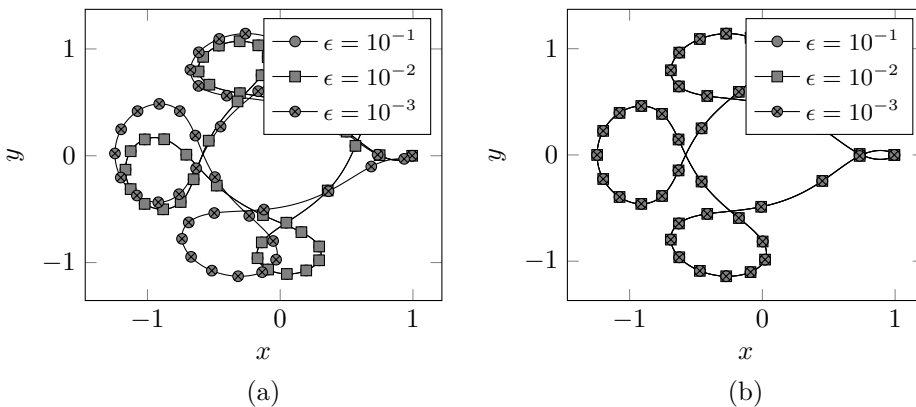 1
0
−1
y
−1
0
1
x
ϵ = 10⁻¹
ϵ = 10⁻²
ϵ = 10⁻³
(a)
1
0
−1
y
−1
0
1
x
ϵ = 10⁻¹
ϵ = 10⁻²
ϵ = 10⁻³
(b)